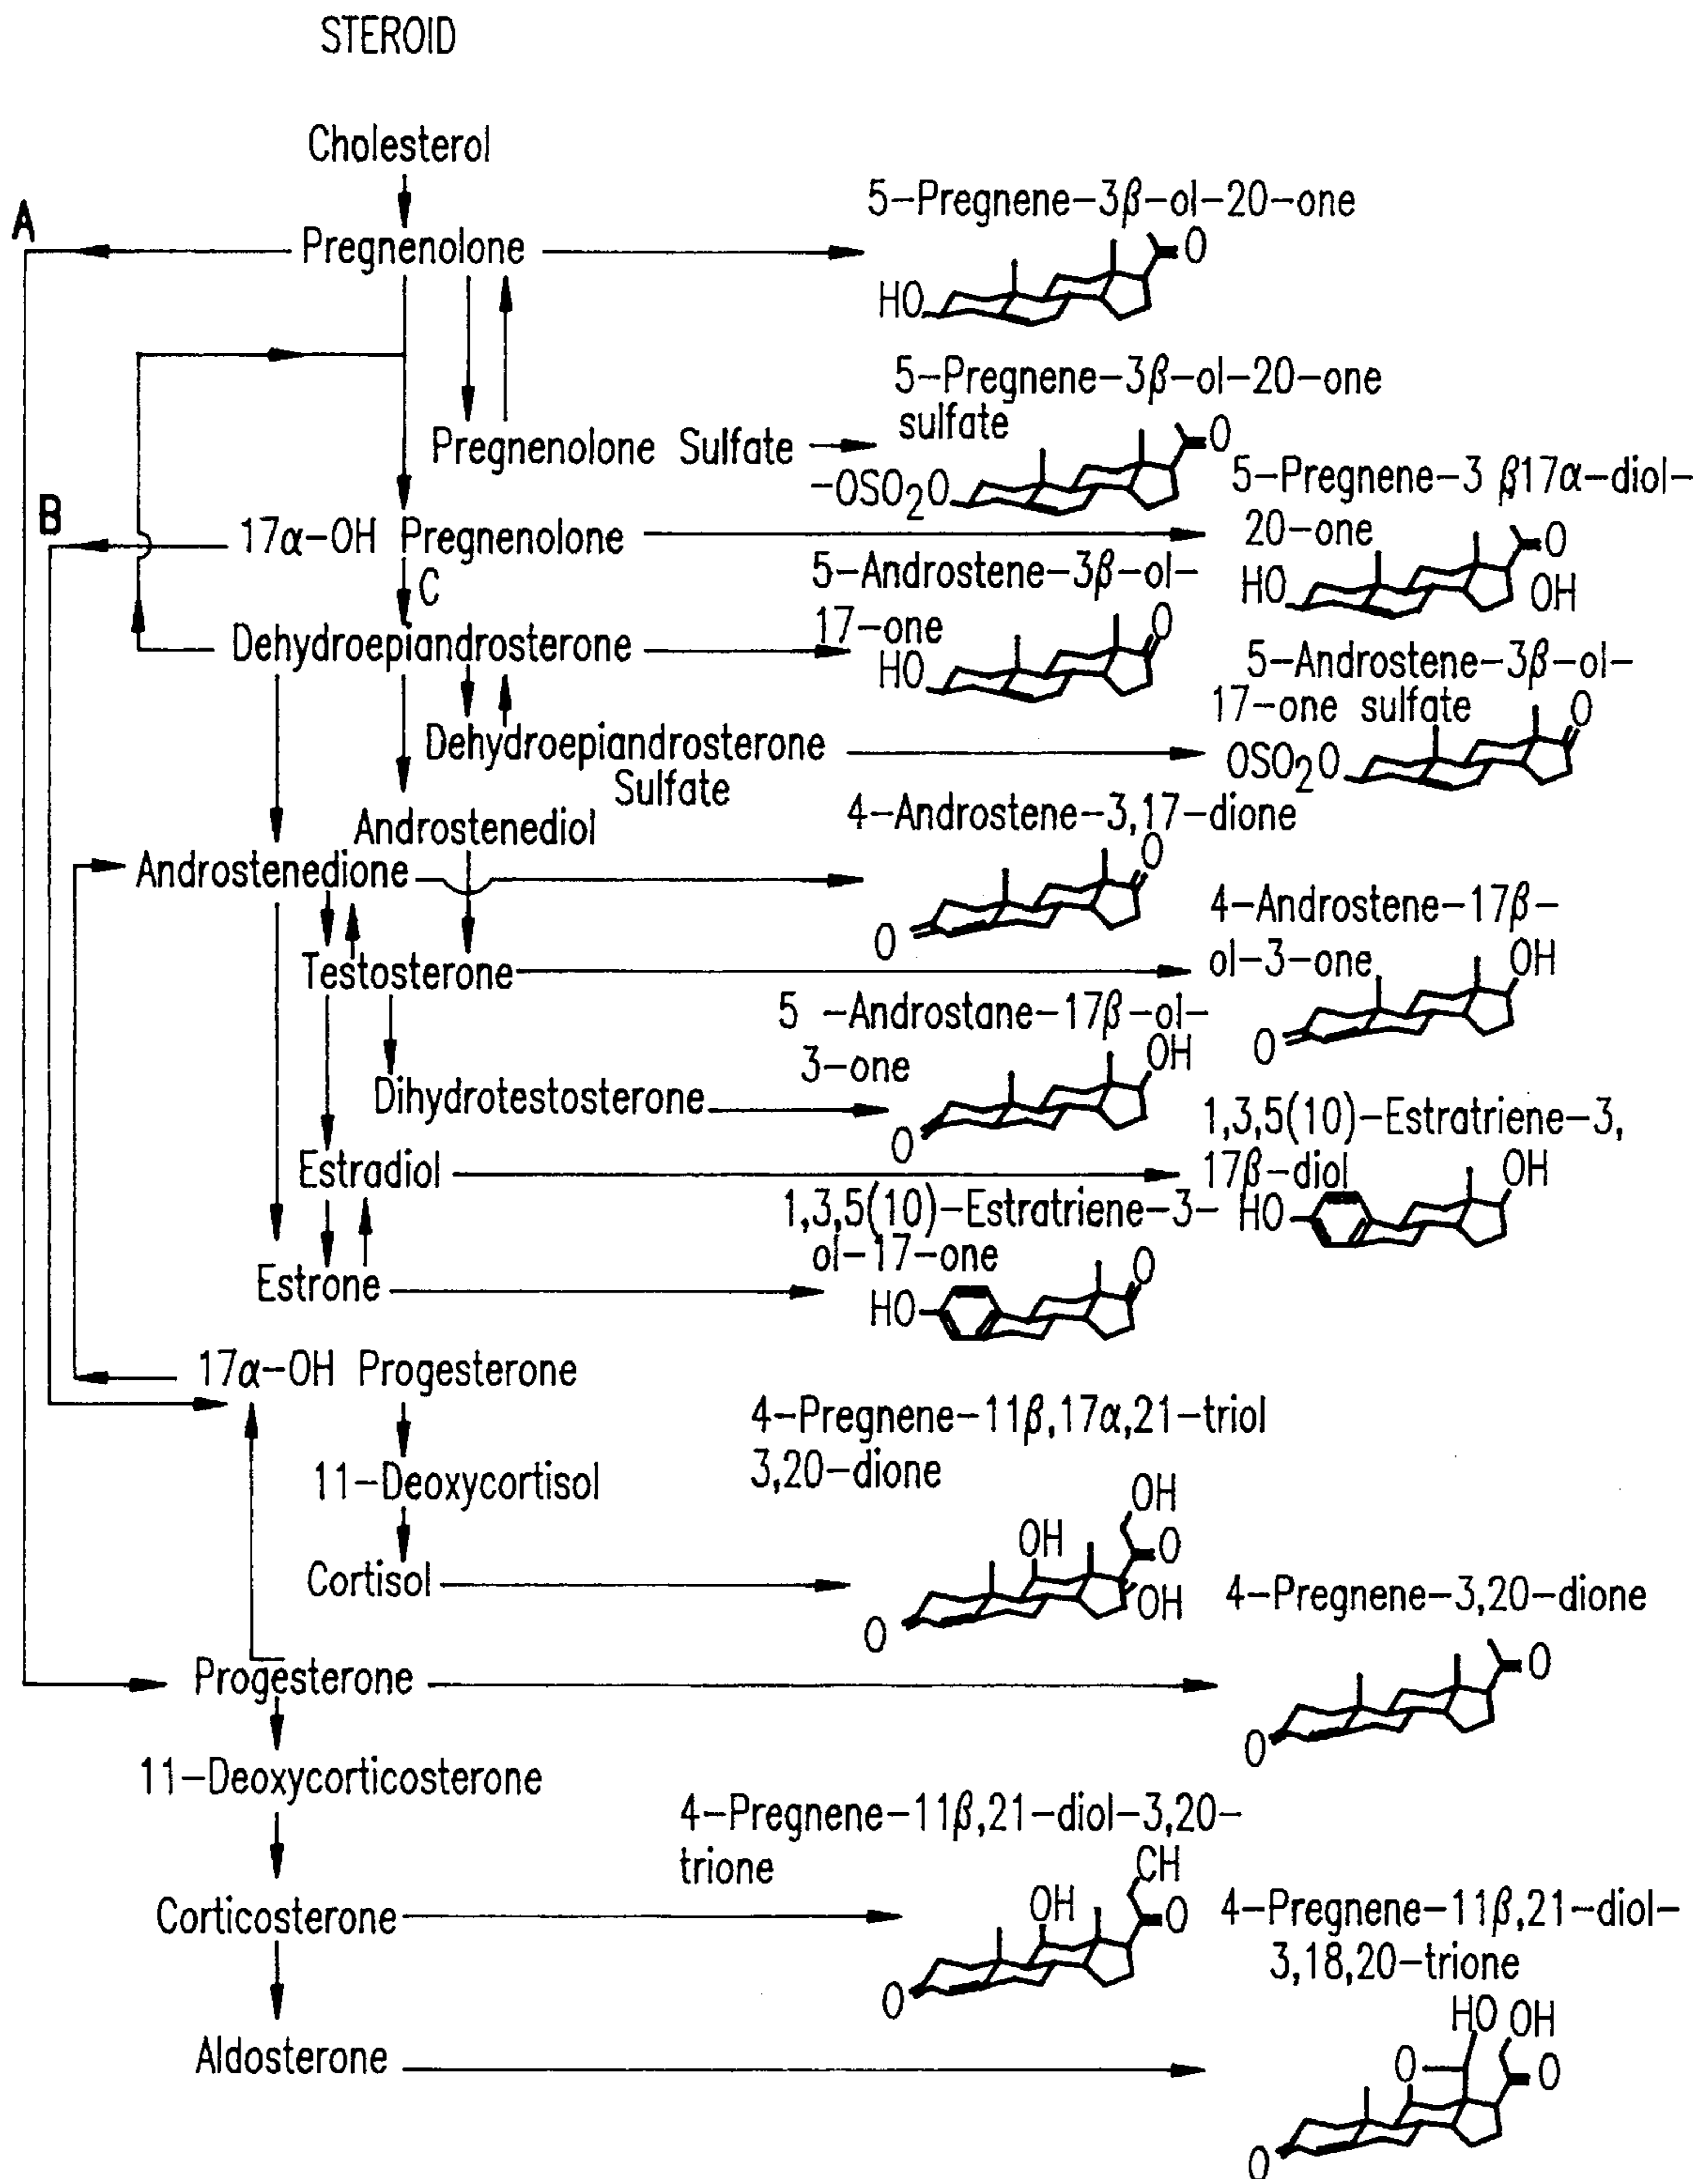 STEROID
Cholesterol
A
Pregnenolone
5-Pregnene-3β-ol-20-one
O
HO
5-Pregnene-3β-ol-20-one
sulfate
Pregnenolone Sulfate
O
-OSO₂O
5-Pregnene-3 β17α-diol-
20-one
B
17α-OH Pregnenolone
O
HO
OH
C
5-Androstene-3β-ol-
17-one
Dehydroepiandrosterone
O
HO
5-Androstene-3β-ol-
17-one sulfate
Dehydroepiandrosterone
Sulfate
O
OSO₂O
Androstenediol
4-Androstene-3,17-dione
Androstenedione
O
O
4-Androstene-17β-
ol-3-one
Testosterone
OH
O
5 -Androstane-17β-ol-
3-one
Dihydrotestosterone
OH
O
1,3,5(10)-Estratriene-3,
17β-diol
Estradiol
OH
HO
1,3,5(10)-Estratriene-3-
ol-17-one
Estrone
O
HO
17α-OH Progesterone
11-Deoxycortisol
4-Pregnene-11β,17α,21-triol
3,20-dione
Cortisol
OH
OH
O
OH
O
4-Pregnene-3,20-dione
Progesterone
O
O
11-Deoxycorticosterone
4-Pregnene-11β,21-diol-3,20-
trione
Corticosterone
CH
OH
O
O
4-Pregnene-11β,21-diol-
3,18,20-trione
Aldosterone
HO OH
O
O
O